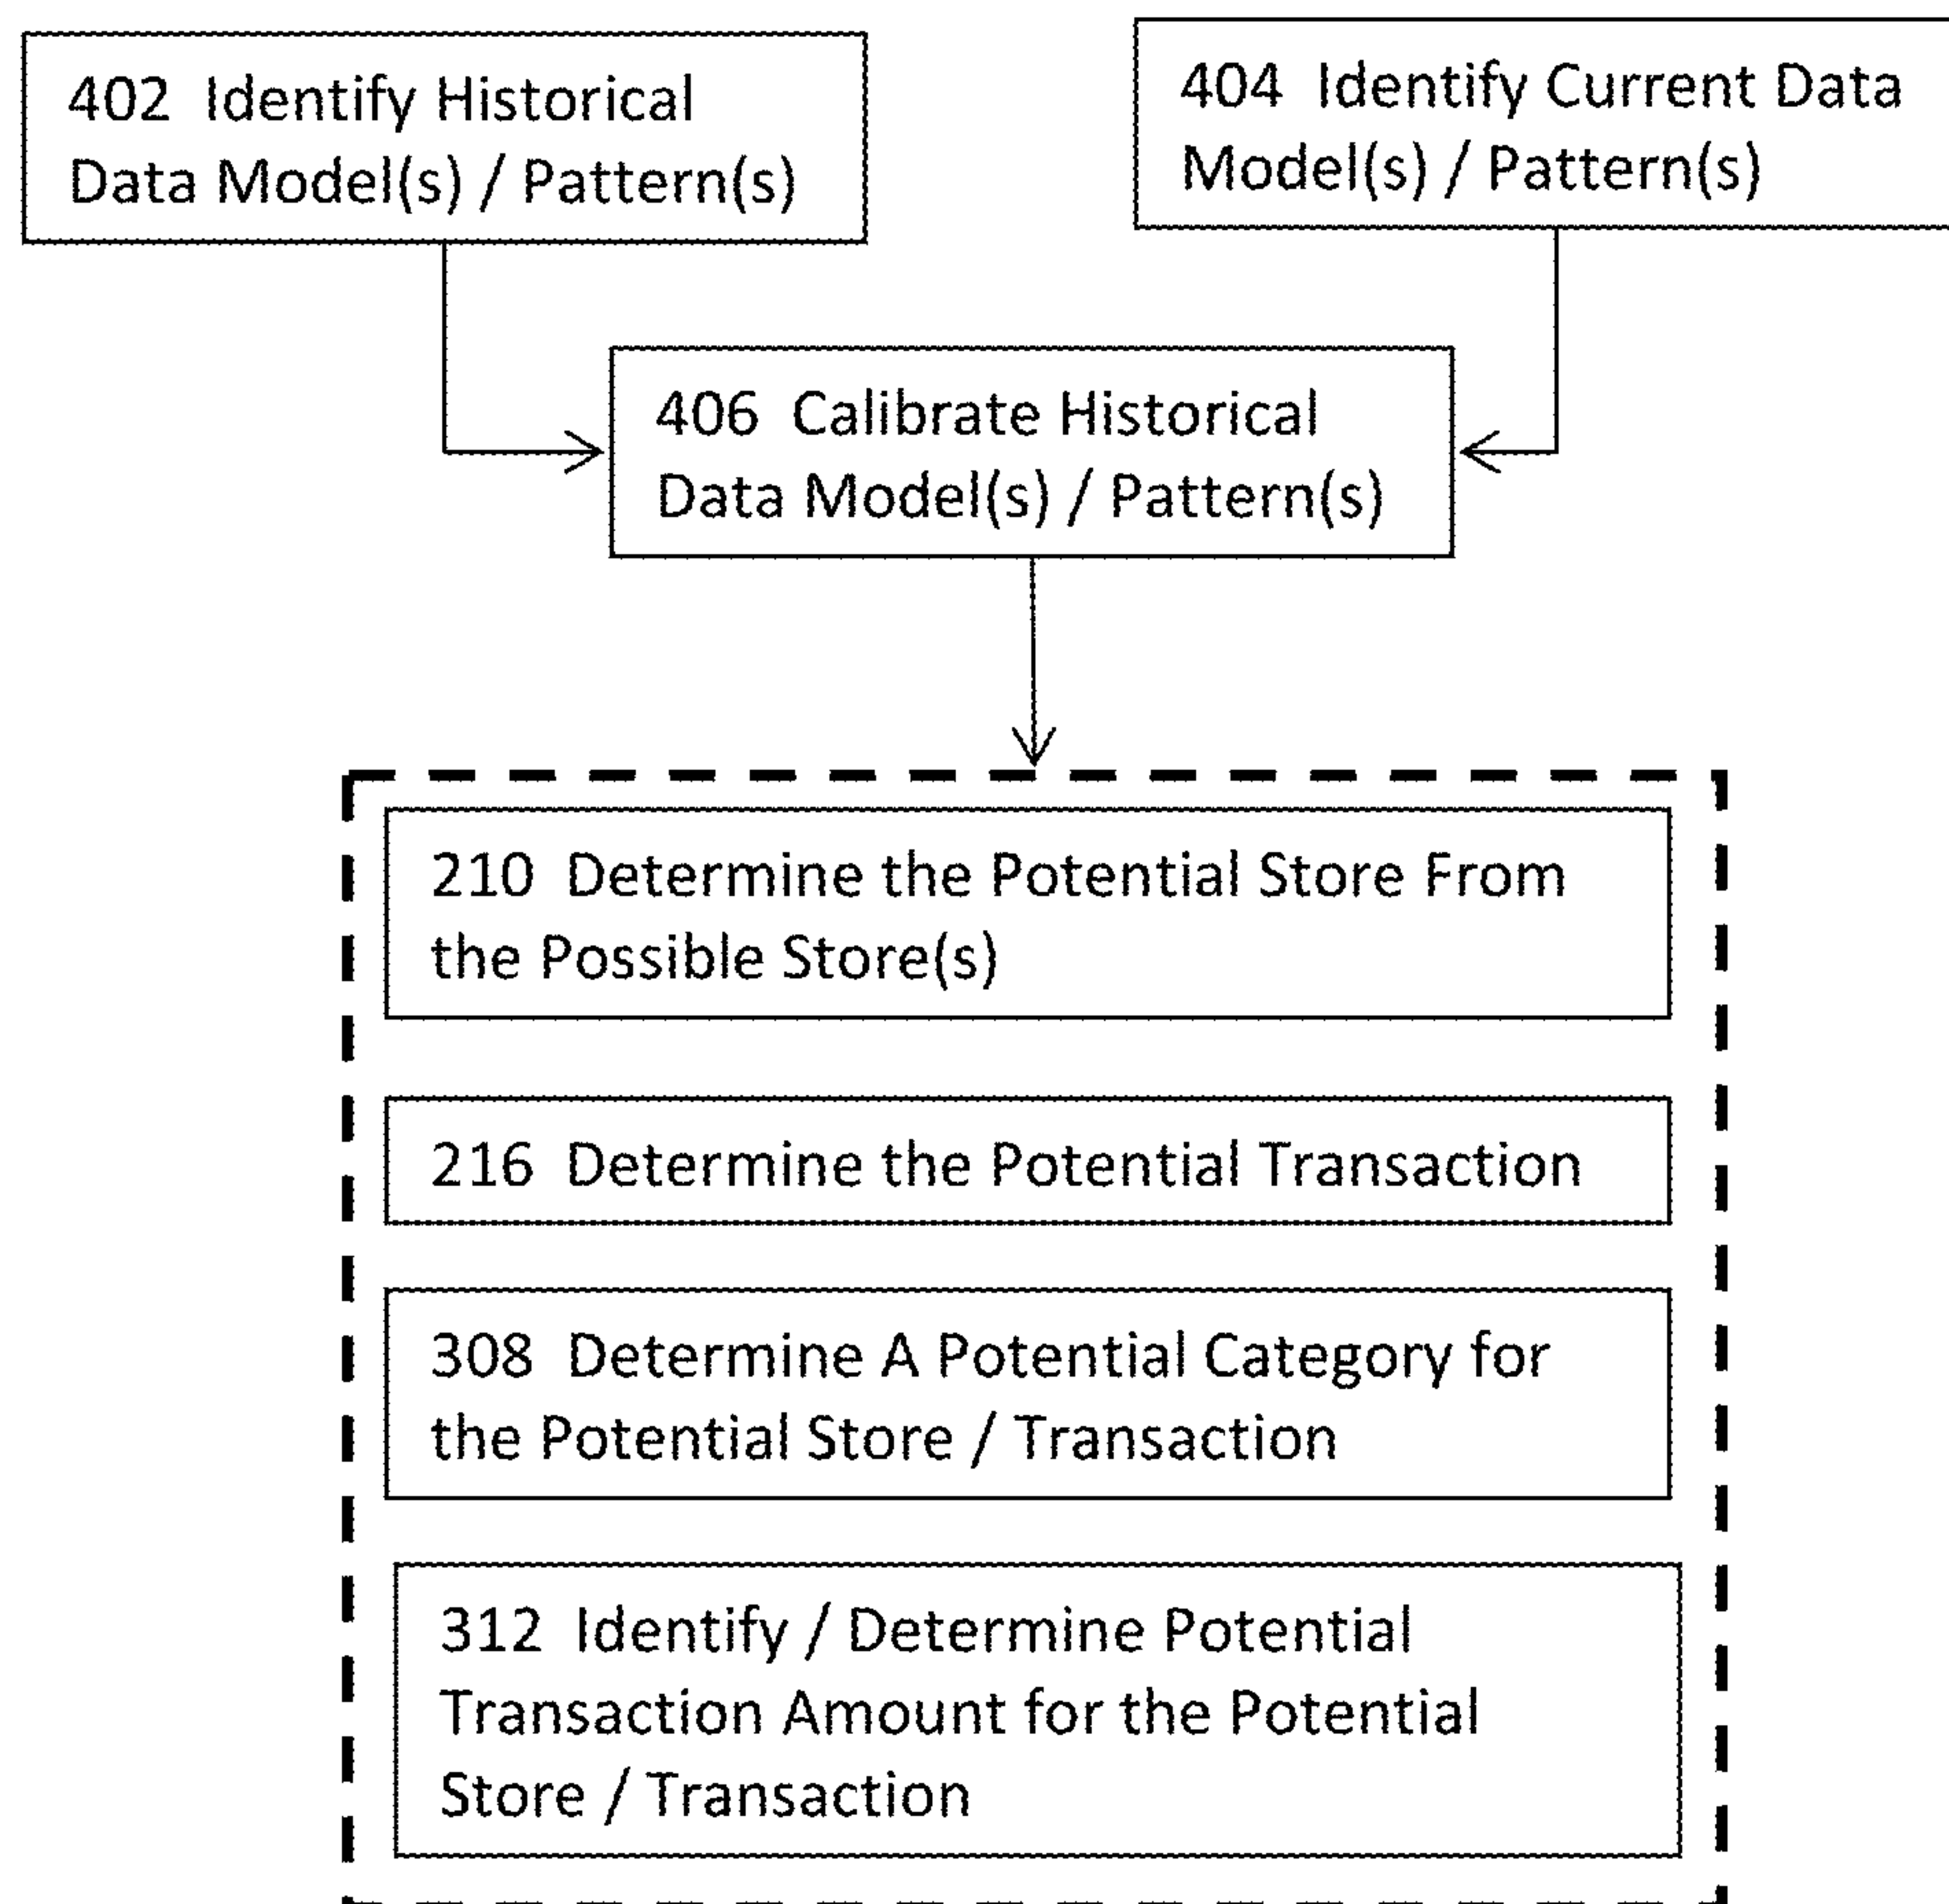 402 Identify Historical
Data Model(s) / Pattern(s)
404 Identify Current Data
Model(s) / Pattern(s)
406 Calibrate Historical
Data Model(s) / Pattern(s)
210 Determine the Potential Store From
the Possible Store(s)
216 Determine the Potential Transaction
308 Determine A Potential Category for
the Potential Store / Transaction
312 Identify / Determine Potential
Transaction Amount for the Potential
Store / Transaction